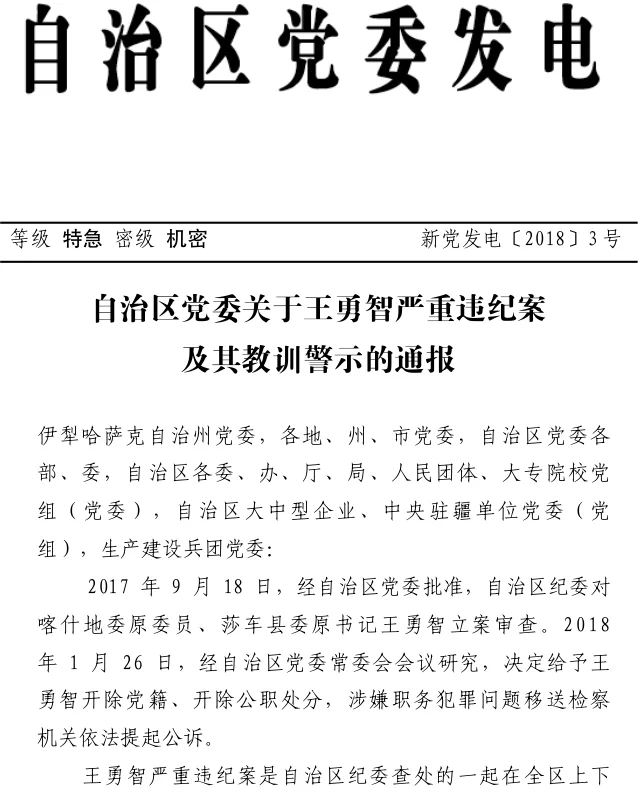 自治区党委发电
等级 特急 密级 机密 新党发电〔2018〕3号
自治区党委关于王勇智严重违纪案
及其教训警示的通报
伊犁哈萨克自治州党委，各地、州、市党委，自治区党委各
部、委，自治区各委、办、厅、局、人民团体、大专院校党
组（党委），自治区大中型企业、中央驻疆单位党委（党
组），生产建设兵团党委：
2017 年 9 月 18 日，经自治区党委批准，自治区纪委对
喀什地委原委员、莎车县委原书记王勇智立案审查。2018
年 1 月 26 日，经自治区党委常委会会议研究，决定给予王
勇智开除党籍、开除公职处分，涉嫌职务犯罪问题移送检察
机关依法提起公诉。
王勇智严重违纪案是自治区纪委查处的一起在全区上下